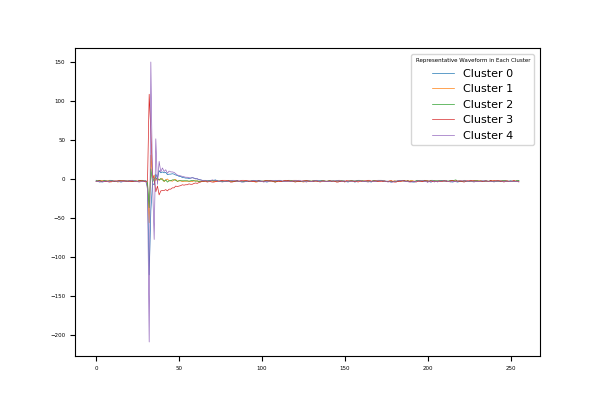 Representative Waveform in Each Cluster
Cluster 0
Cluster 1
Cluster 2
Cluster 3
Cluster 4
150
100
50
0
−50
−100
−150
−200
0 50 100 150 200 250